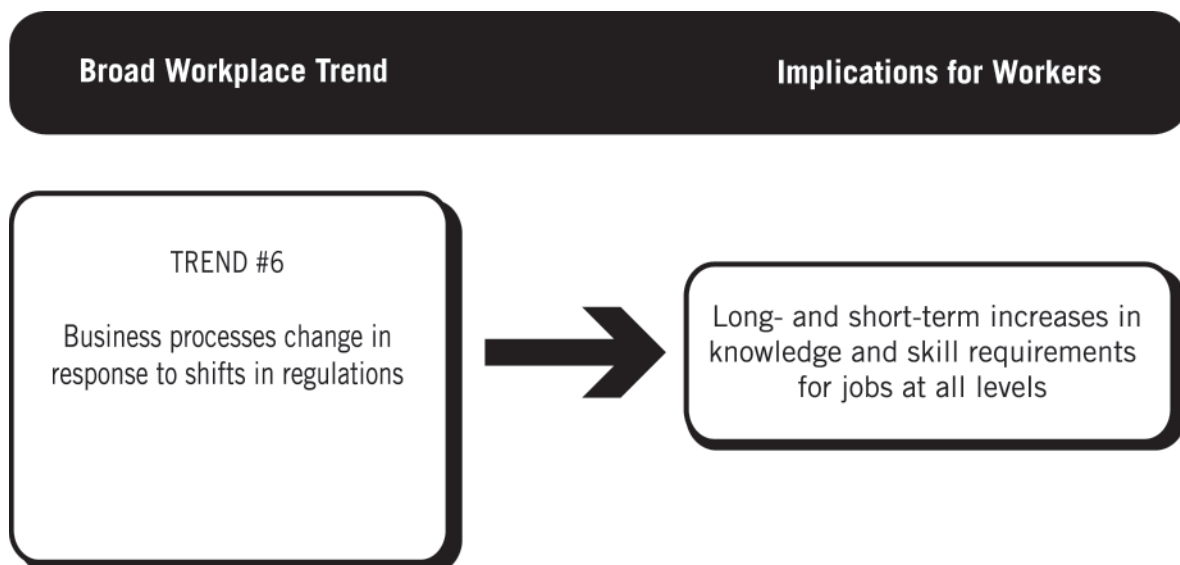 Broad Workplace Trend
Implications for Workers
TREND #6
Business processes change in
response to shifts in regulations
Long- and short-term increases in
knowledge and skill requirements
for jobs at all levels